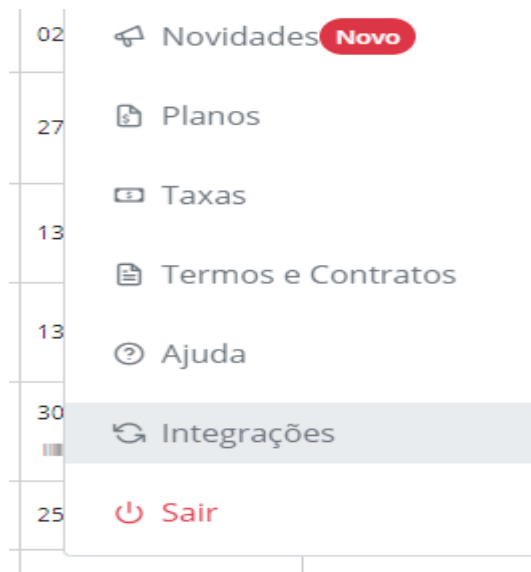 02
Novidades Novo
27
Planos
Taxas
13
Termos e Contratos
13
Ajuda
30
Integrações
25
Sair